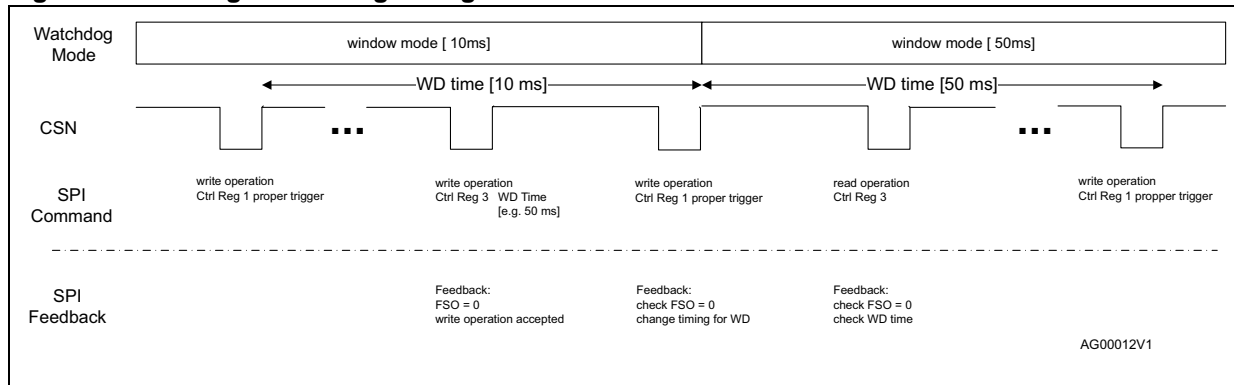 Watchdog
Mode
window mode [ 10ms]
window mode [ 50ms]
WD time [10 ms]
WD time [50 ms]
CSN
...
...
SPI
Command
write operation
Ctrl Reg 1 proper trigger
write operation
Ctrl Reg 3 WD Time
[e.g. 50 ms]
write operation
Ctrl Reg 1 proper trigger
read operation
Ctrl Reg 3
write operation
Ctrl Reg 1 propper trigger
SPI
Feedback
Feedback:
FSO = 0
write operation accepted
Feedback:
check FSO = 0
change timing for WD
Feedback:
check FSO = 0
check WD time
AG00012V1